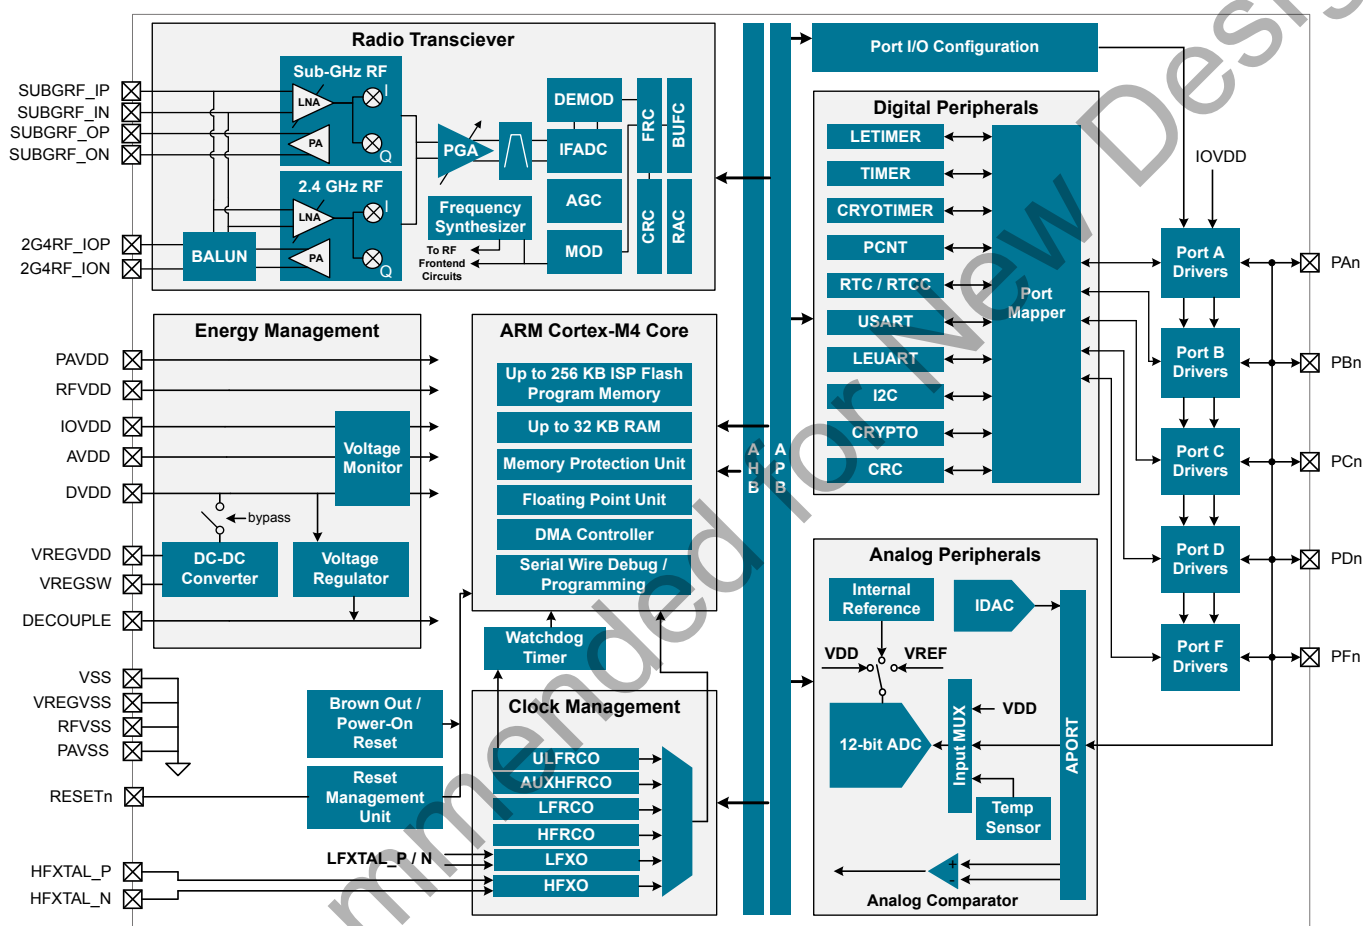 Radio Transciever
SUBGRF_IP
SUBGRF_IN
SUBGRF_OP
SUBGRF_ON
2G4RF_IOP
2G4RF_ION
Sub-GHz RF
LNA
I
PA
Q
2.4 GHz RF
LNA
I
PA
Q
BALUN
PGA
Frequency
Synthesizer
To RF
Frontend
Circuits
DEMOD
IFADC
AGC
MOD
FRC
BUFC
CRC
RAC
Energy Management
PAVDD
RFVDD
IOVDD
AVDD
DVDD
VREGVDD
VREGSW
DECOUPLE
Voltage
Monitor
bypass
DC-DC
Converter
Voltage
Regulator
VSS
VREGVSS
RFVSS
PAVSS
RESETn
HFXTAL_P
HFXTAL_N
Brown Out /
Power-On
Reset
Reset
Management
Unit
LFXTAL_P / N
ARM Cortex-M4 Core
Up to 256 KB ISP Flash
Program Memory
Up to 32 KB RAM
Memory Protection Unit
Floating Point Unit
DMA Controller
Serial Wire Debug /
Programming
Watchdog
Timer
Clock Management
ULFRCO
AUXHFRCO
LFRCO
HFRCO
LFXO
HFXO
AHB
APB
Port I/O Configuration
Digital Peripherals
LETIMER
TIMER
CRYOTIMER
PCNT
RTC / RTCC
USART
LEUART
I2C
CRYPTO
CRC
Port
Mapper
IOVDD
Port A
Drivers
Port B
Drivers
Port C
Drivers
Port D
Drivers
Port F
Drivers
PAn
PBn
PCn
PDn
PFn
Analog Peripherals
Internal
Reference
IDAC
VDD
VREF
12-bit ADC
Input MUX
VDD
Temp
Sensor
APORT
+
-
Analog Comparator
mmended for New Desig